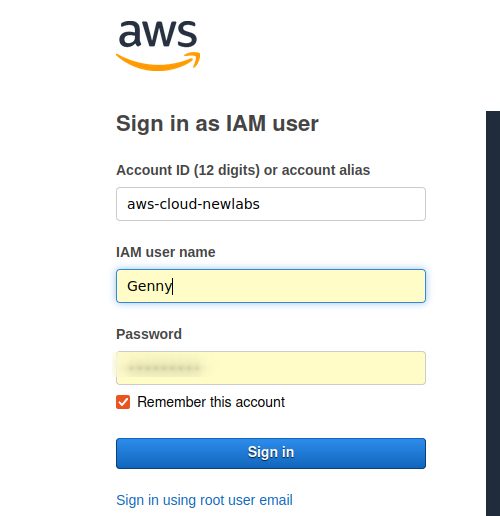 aws
Sign in as IAM user
Account ID (12 digits) or account alias
aws-cloud-newlabs
IAM user name
Genny
Password
Remember this account
Sign in
Sign in using root user email